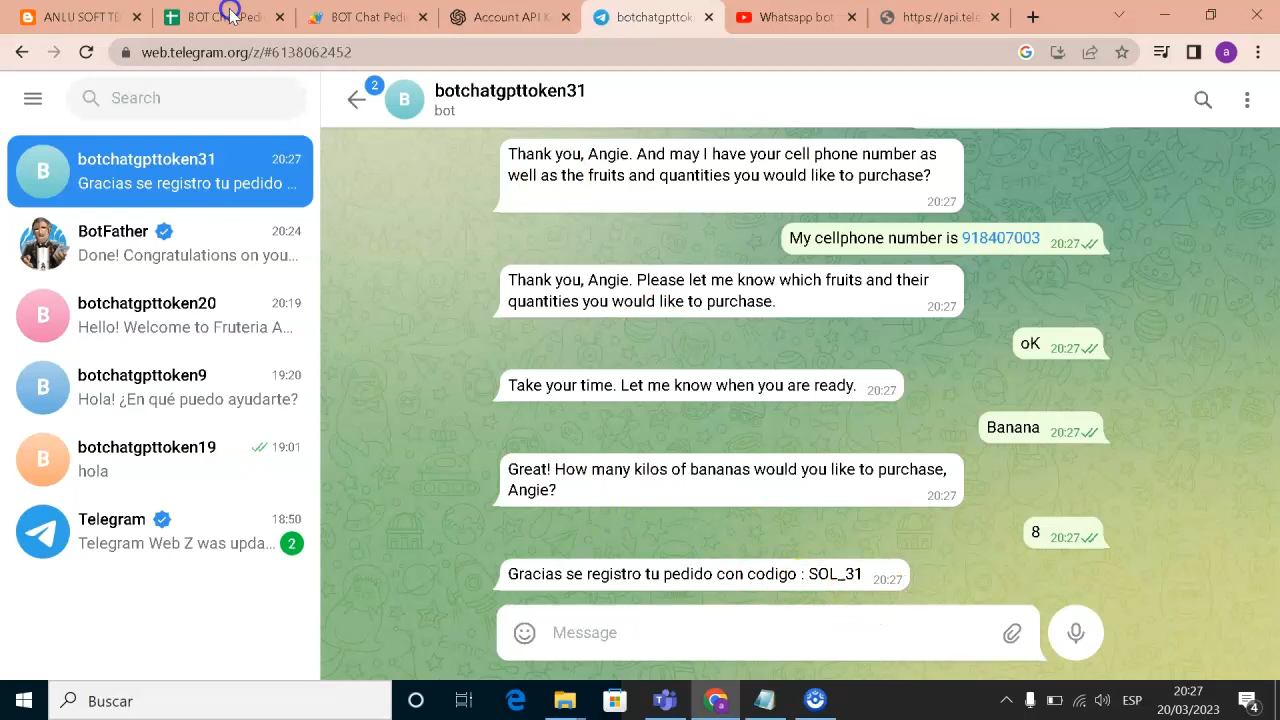 ANLU SOFT TE
BOT Chat Pedi
BOT Chat Pedi
Account API K
botchatgpttok
Whatsapp bot
https://api.tele
web.telegram.org/z/#6138062452
a
Search
2
B
botchatgpttoken31
bot
B
botchatgpttoken31
20:27
Gracias se registro tu pedido ...
BotFather
20:24
Done! Congratulations on you...
B
botchatgpttoken20
20:19
Hello! Welcome to Fruteria A...
B
botchatgpttoken9
19:20
Hola! ¿En qué puedo ayudarte?
B
botchatgpttoken19
19:01
hola
Telegram
18:50
Telegram Web Z was upda...
2
Thank you, Angie. And may I have your cell phone number as
well as the fruits and quantities you would like to purchase?
20:27
My cellphone number is 918407003 20:27
Thank you, Angie. Please let me know which fruits and their
quantities you would like to purchase.
20:27
oK 20:27
Take your time. Let me know when you are ready. 20:27
Banana 20:27
Great! How many kilos of bananas would you like to purchase,
Angie?
20:27
8 20:27
Gracias se registro tu pedido con codigo : SOL_31 20:27
Message
Buscar
ESP
20:27
20/03/2023
4